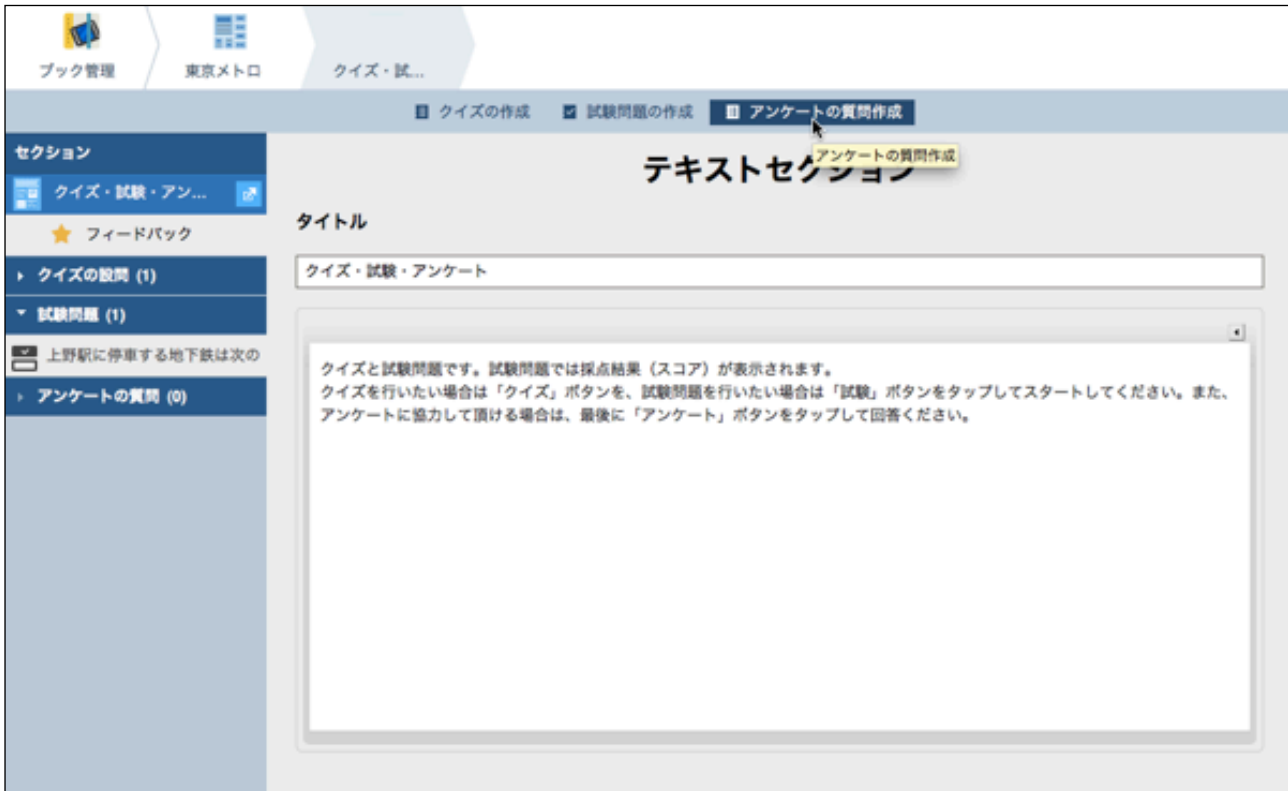 ブック管理
東京メトロ
クイズ・試...
クイズの作成
試験問題の作成
アンケートの質問作成
アンケートの質問作成
セクション
クイズ・試験・アン...
フィードバック
クイズの設問 (1)
試験問題 (1)
上野駅に停車する地下鉄は次の
アンケートの質問 (0)
テキストセクション
タイトル
クイズ・試験・アンケート
クイズと試験問題です。試験問題では採点結果（スコア）が表示されます。
クイズを行いたい場合は「クイズ」ボタンを、試験問題を行いたい場合は「試験」ボタンをタップしてスタートしてください。また、
アンケートに協力して頂ける場合は、最後に「アンケート」ボタンをタップして回答ください。